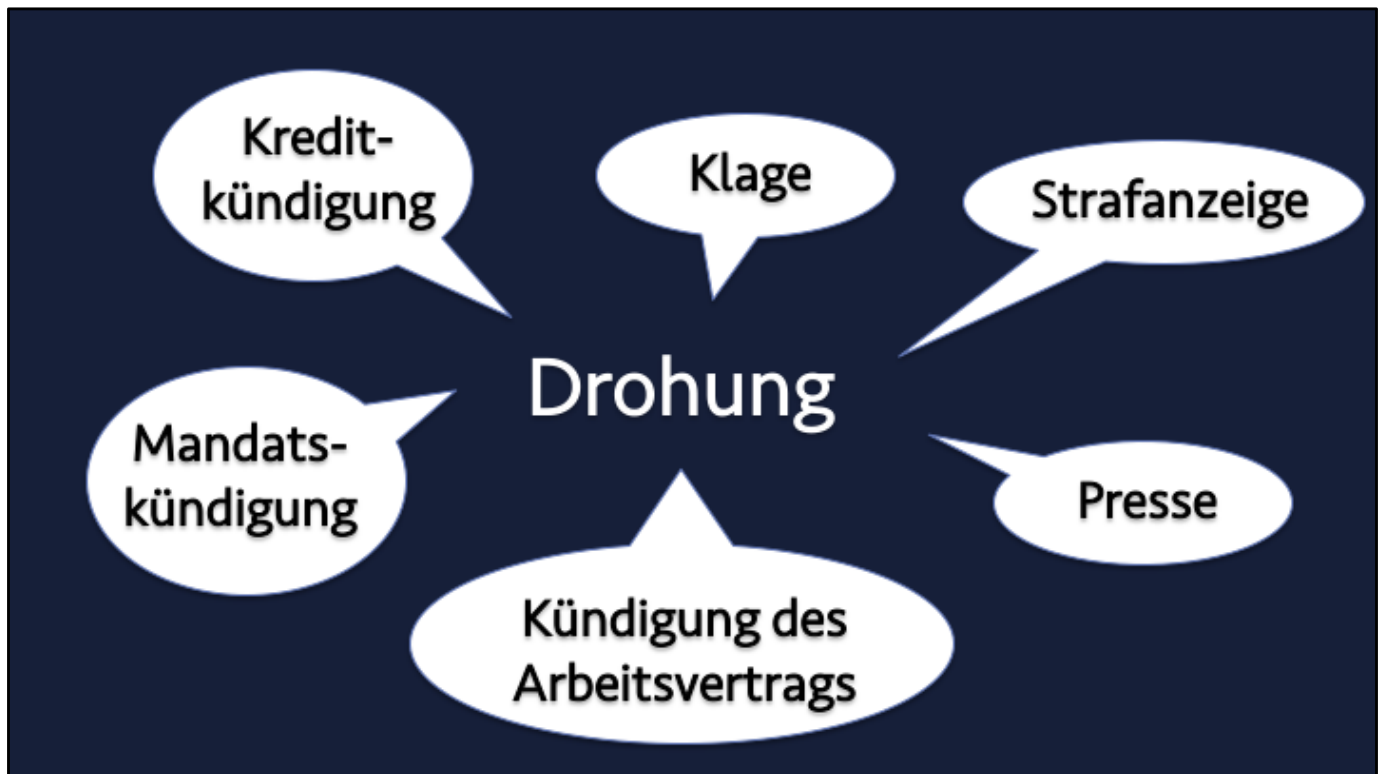 Kredit-
kündigung
Klage
Strafanzeige
Drohung
Mandats-
kündigung
Presse
Kündigung des
Arbeitsvertrags